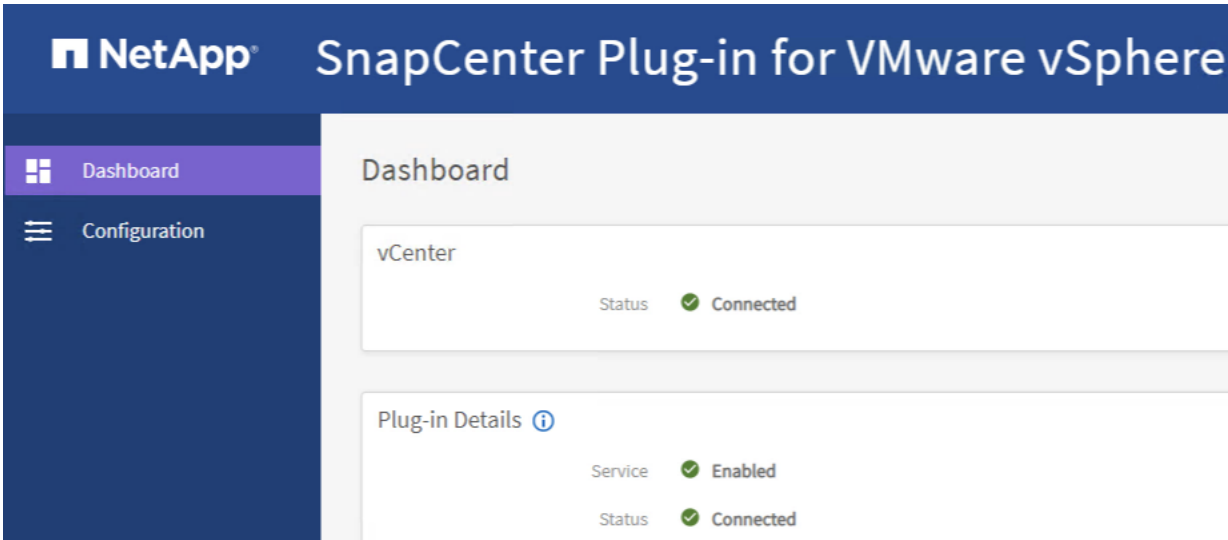 NetApp® SnapCenter Plug-in for VMware vSphere
Dashboard
Configuration
Dashboard
vCenter
Status Connected
Plug-in Details
Service Enabled
Status Connected